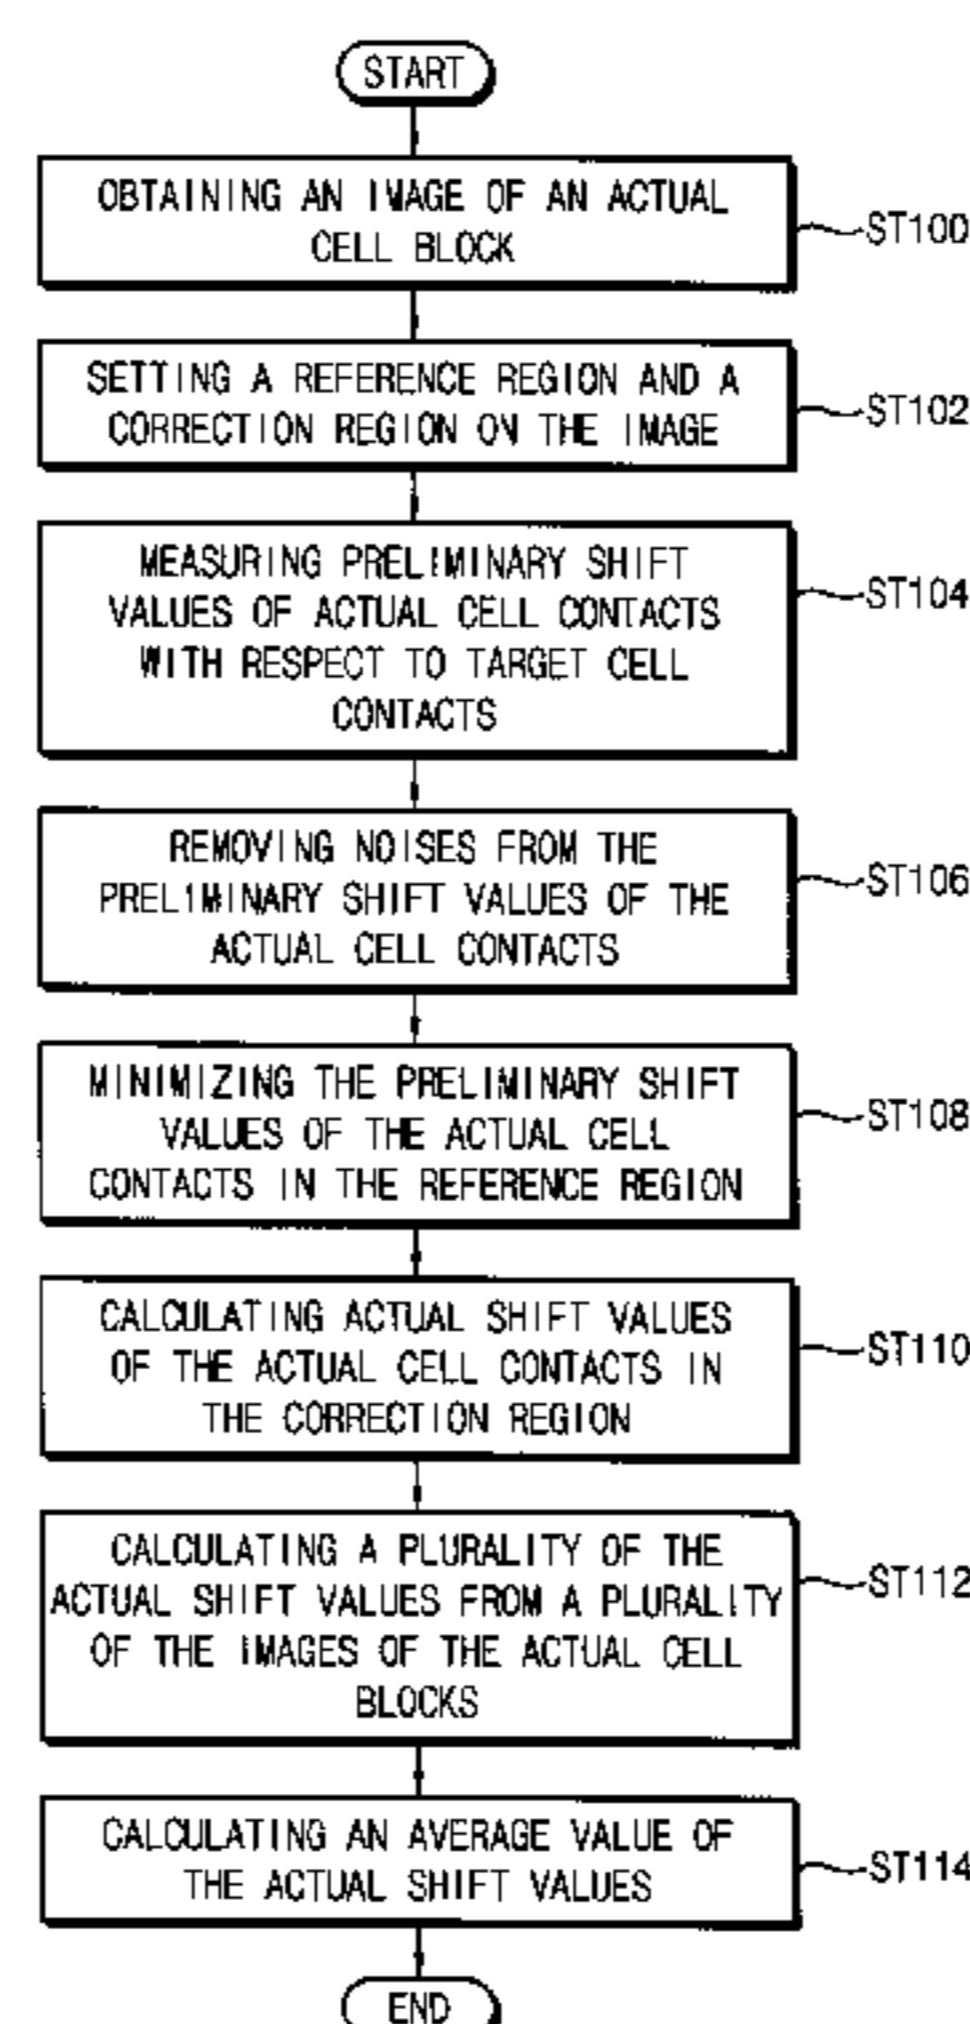 START
OBTAINING AN IMAGE OF AN ACTUAL
CELL BLOCK
ST100
SETTING A REFERENCE REGION AND A
CORRECTION REGION ON THE IMAGE
ST102
MEASURING PRELIMINARY SHIFT
VALUES OF ACTUAL CELL CONTACTS
WITH RESPECT TO TARGET CELL
CONTACTS
ST104
REMOVING NOISES FROM THE
PRELIMINARY SHIFT VALUES OF THE
ACTUAL CELL CONTACTS
ST106
MINIMIZING THE PRELIMINARY SHIFT
VALUES OF THE ACTUAL CELL
CONTACTS IN THE REFERENCE REGION
ST108
CALCULATING ACTUAL SHIFT VALUES
OF THE ACTUAL CELL CONTACTS IN
THE CORRECTION REGION
ST110
CALCULATING A PLURALITY OF THE
ACTUAL SHIFT VALUES FROM A PLURALITY
OF THE IMAGES OF THE ACTUAL CELL
BLOCKS
ST112
CALCULATING AN AVERAGE VALUE OF
THE ACTUAL SHIFT VALUES
ST114
END